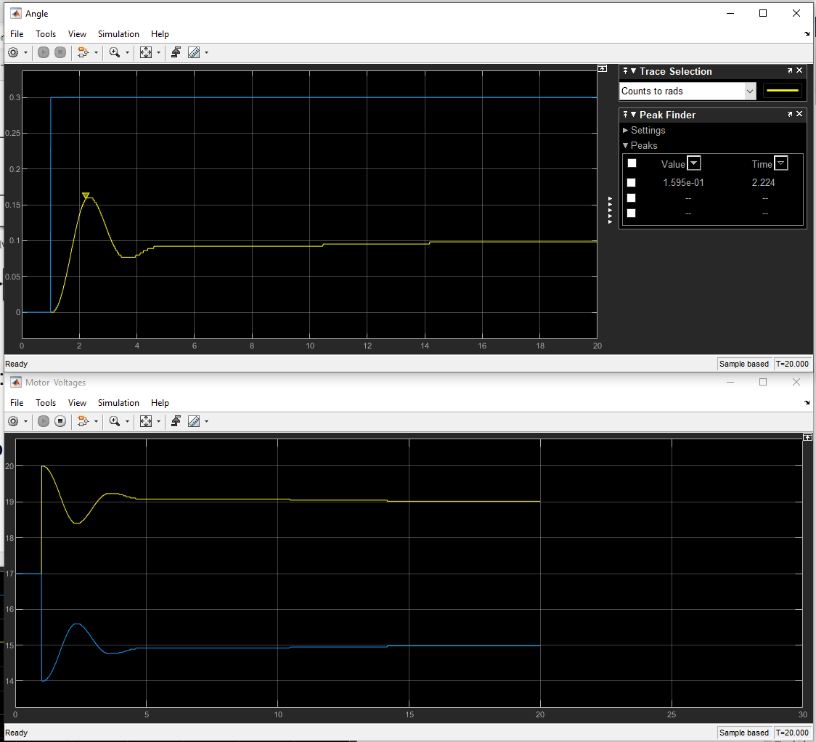 Angle
File Tools View Simulation Help
Trace Selection
Counts to rads
Peak Finder
Settings
Peaks
Value Time
1.595e-01 2.224
-- --
-- --
0.3
0.25
0.2
0.15
0.1
0.05
0
0 2 4 6 8 10 12 14 16 18 20
Ready Sample based T=20.000
Motor Voltages
File Tools View Simulation Help
20
19
18
17
16
15
14
0 5 10 15 20 25 30
Ready Sample based T=20.000